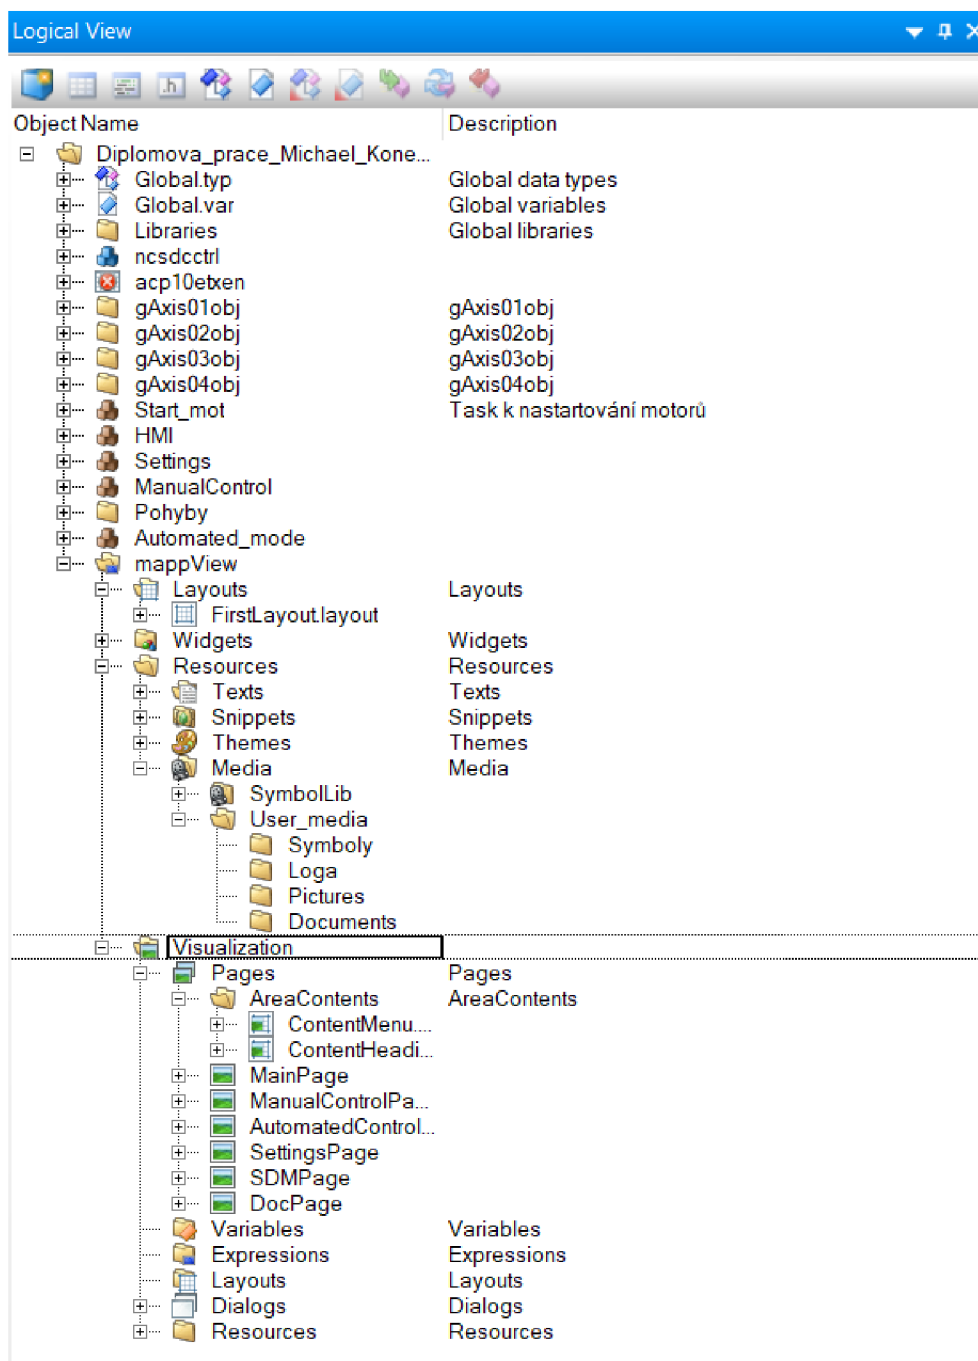 Logical View
.h
Object Name Description
Diplomova_prace_Michael_Kone...
Global.typ Global data types
Global.var Global variables
Libraries Global libraries
ncsdcctrl
acp10etxen
gAxis01obj gAxis01obj
gAxis02obj gAxis02obj
gAxis03obj gAxis03obj
gAxis04obj gAxis04obj
Start_mot Task k nastartování motorů
HMI
Settings
ManualControl
Pohyby
Automated_mode
mappView
Layouts Layouts
FirstLayout.layout
Widgets Widgets
Resources Resources
Texts Texts
Snippets Snippets
Themes Themes
Media Media
SymbolLib
User_media
Symboly
Loga
Pictures
Documents
Visualization
Pages Pages
AreaContents AreaContents
ContentMenu....
ContentHeadi...
MainPage
ManualControlPa...
AutomatedControl...
SettingsPage
SDMPage
DocPage
Variables Variables
Expressions Expressions
Layouts Layouts
Dialogs Dialogs
Resources Resources